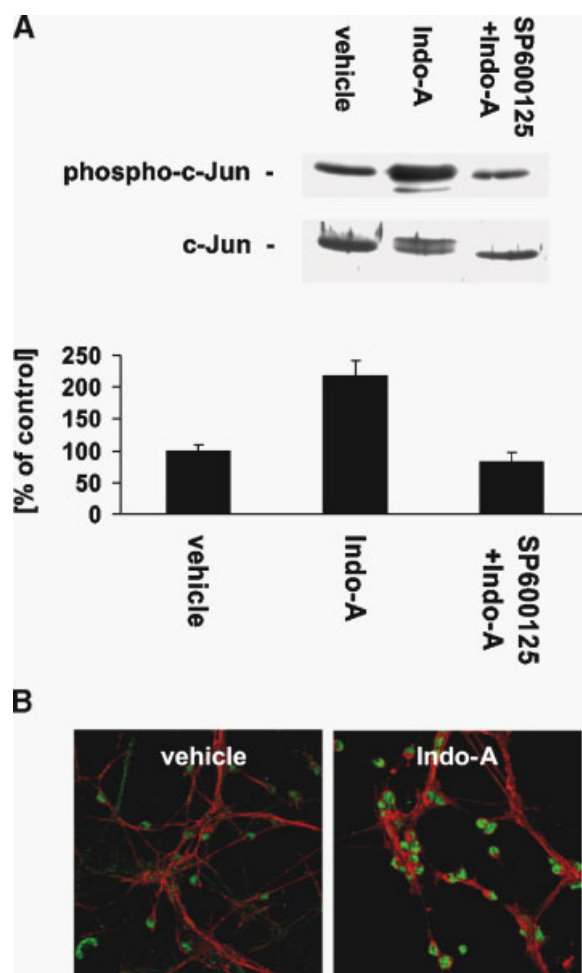 A
vehicle
Indo-A
SP600125
+Indo-A
phospho-c-Jun -
c-Jun -
[% of control]
250
200
150
100
50
0
vehicle
Indo-A
SP600125
+Indo-A
B
vehicle
Indo-A